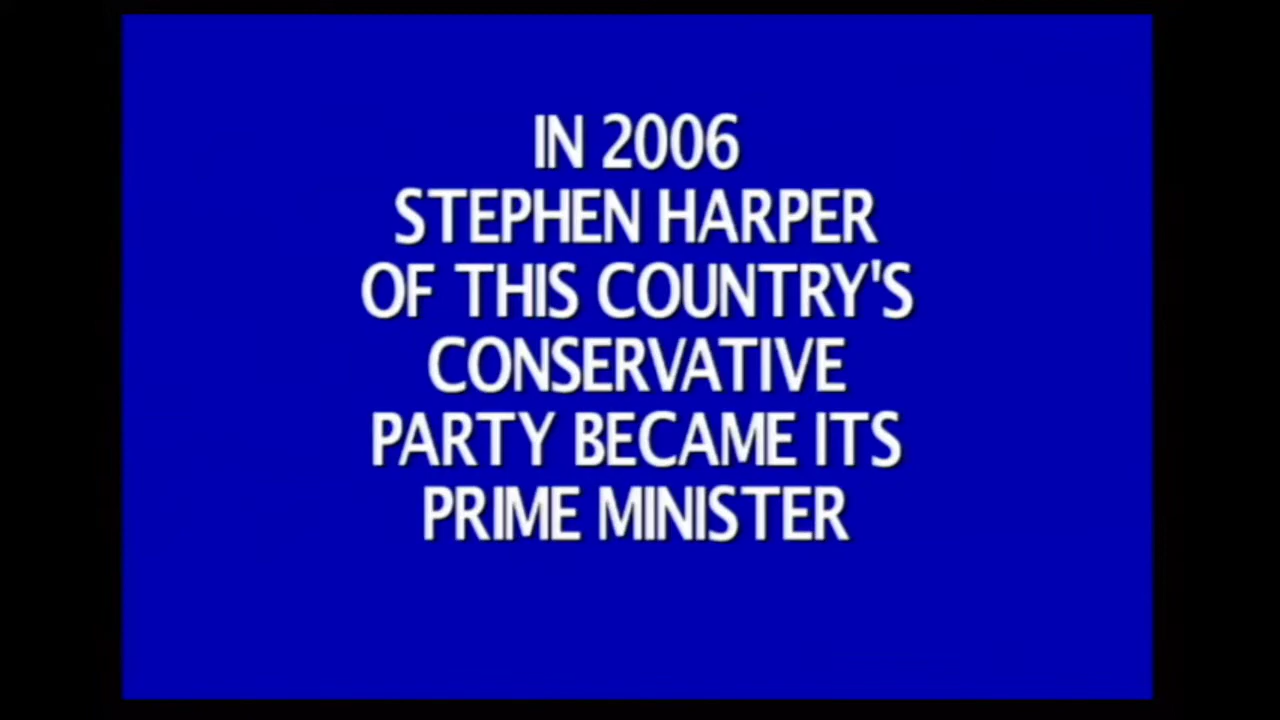 IN 2006
STEPHEN HARPER
OF THIS COUNTRY'S
CONSERVATIVE
PARTY BECAME ITS
PRIME MINISTER